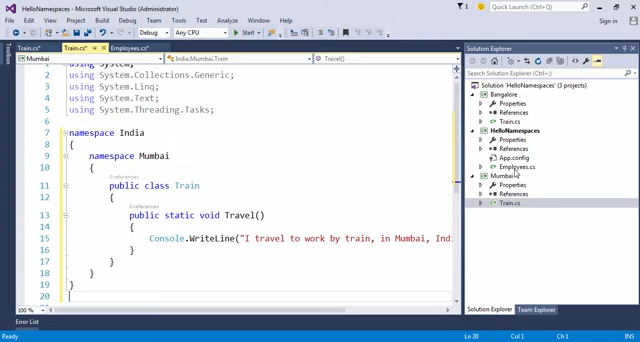 HelloNamespaces - Microsoft Visual Studio (Administrator)
1
Quick Launch (Ctrl+Q)
File Edit View Project Build Debug Team Tools Test Analyze Window Help
Sign in
Debug Any CPU Start
Toolbox
Train.cs* Train.cs* Employees.cs*
Mumbai India.Mumbai.Train Travel()
using System;
5 using System.Collections.Generic;
3 using System.Linq;
4 using System.Text;
5 using System.Threading.Tasks;
6
7 namespace India
8 {
9 namespace Mumbai
10 {
0 references
11 public class Train
12 {
0 references
13 public static void Travel()
14 {
15 Console.WriteLine("I travel to work by train, in Mumbai, Indi
16 }
17 }
18 }
19 }
20
100 %
Error List
Ready
Ln 20 Col 1 Ch 1
Solution Explorer
Search Solution Explorer (Ctrl+;)
Solution 'HelloNamespaces' (3 projects)
Bangalore
Properties
References
Train.cs
HelloNamespaces
Properties
References
App.config
Employees.cs
Mumbai
Properties
References
Train.cs
Solution Explorer Team Explorer
INS